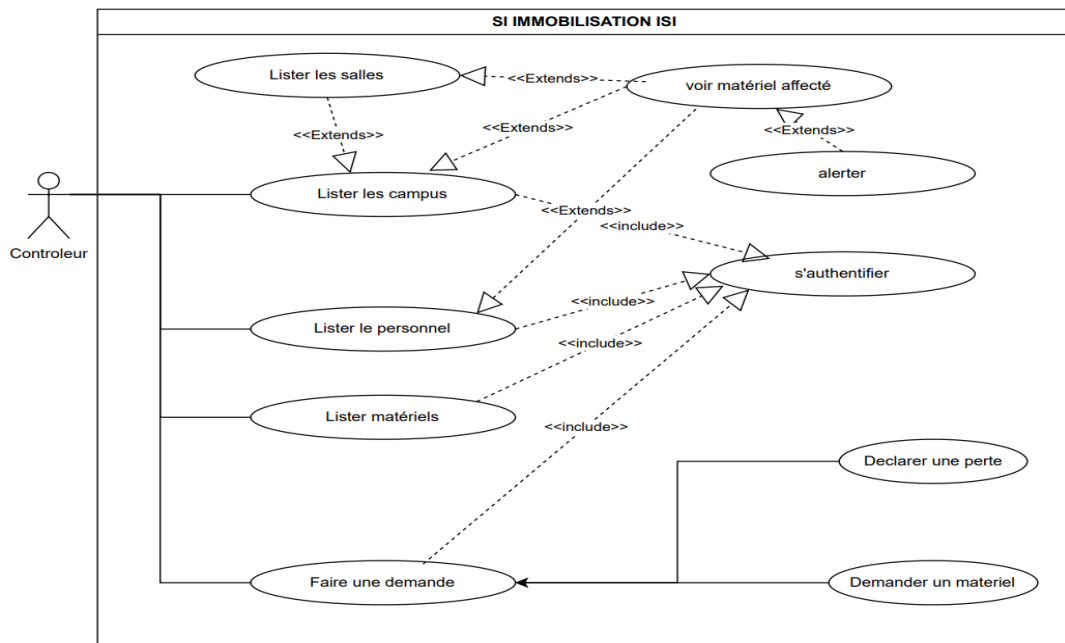 SI IMMOBILISATION ISI
Lister les salles
<<Extends>>
voir matériel affecté
<<Extends>>
<<Extends>>
<<Extends>>
alerter
Lister les campus
Controleur
<<Extends>>
<<include>>
s'authentifier
<<include>>
Lister le personnel
<<include>>
Lister matériels
<<include>>
Declarer une perte
Faire une demande
Demander un materiel